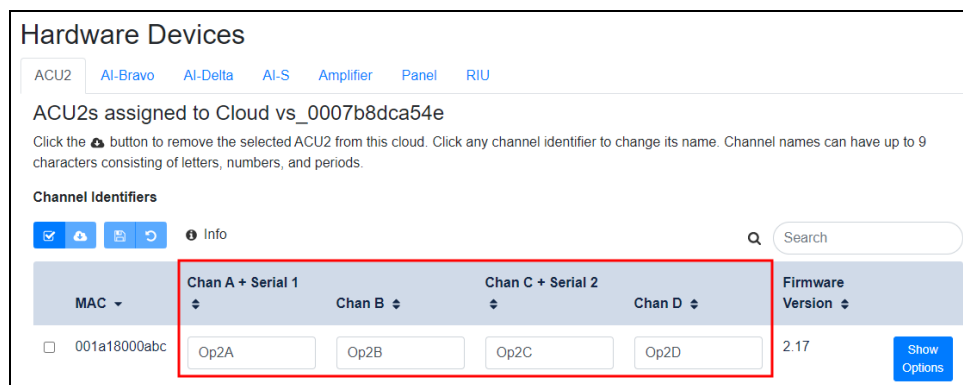 Hardware Devices
ACU2 AI-Bravo AI-Delta AI-S Amplifier Panel RIU
ACU2s assigned to Cloud vs_0007b8dca54e
Click the button to remove the selected ACU2 from this cloud. Click any channel identifier to change its name. Channel names can have up to 9
characters consisting of letters, numbers, and periods.
Channel Identifiers
Info Search
MAC Chan A + Serial 1 Chan B Chan C + Serial 2 Chan D Firmware Version
001a18000abc Op2A Op2B Op2C Op2D 2.17 Show Options